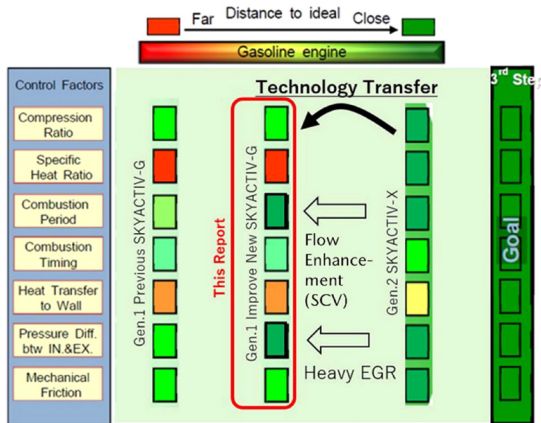 Far Distance to ideal Close
Gasoline engine
Control Factors
Technology Transfer
3rd Step
Compression
Ratio
Specific
Heat Ratio
Combustion
Period
Combustion
Timing
Heat Transfer
to Wall
Pressure Diff.
btw IN.&EX.
Mechanical
Friction
Gen.1 Previous SKYACTIV-G
This Report
Gen.1 Improve New SKYACTIV-G
Flow
Enhance-
ment
(SCV)
Heavy EGR
Gen.2 SKYACTIV-X
Goal